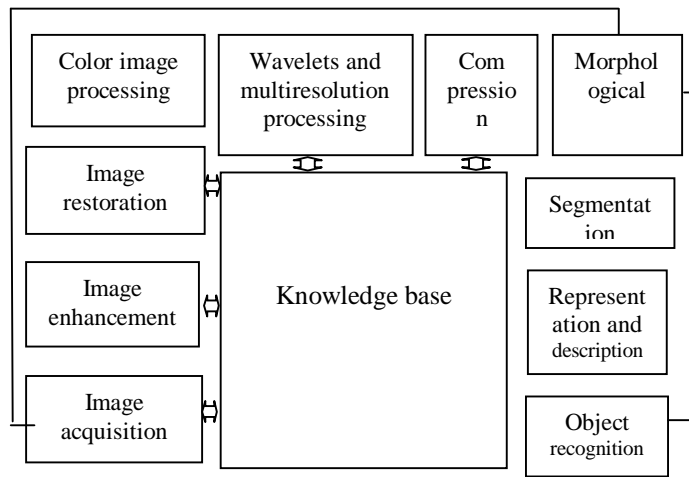 Color image
processing
Wavelets and
multiresolution
processing
Com
pressio
n
Morphol
ogical
Image
restoration
Segmentat
ion
Image
enhancement
Knowledge base
Represent
ation and
description
Image
acquisition
Object
recognition